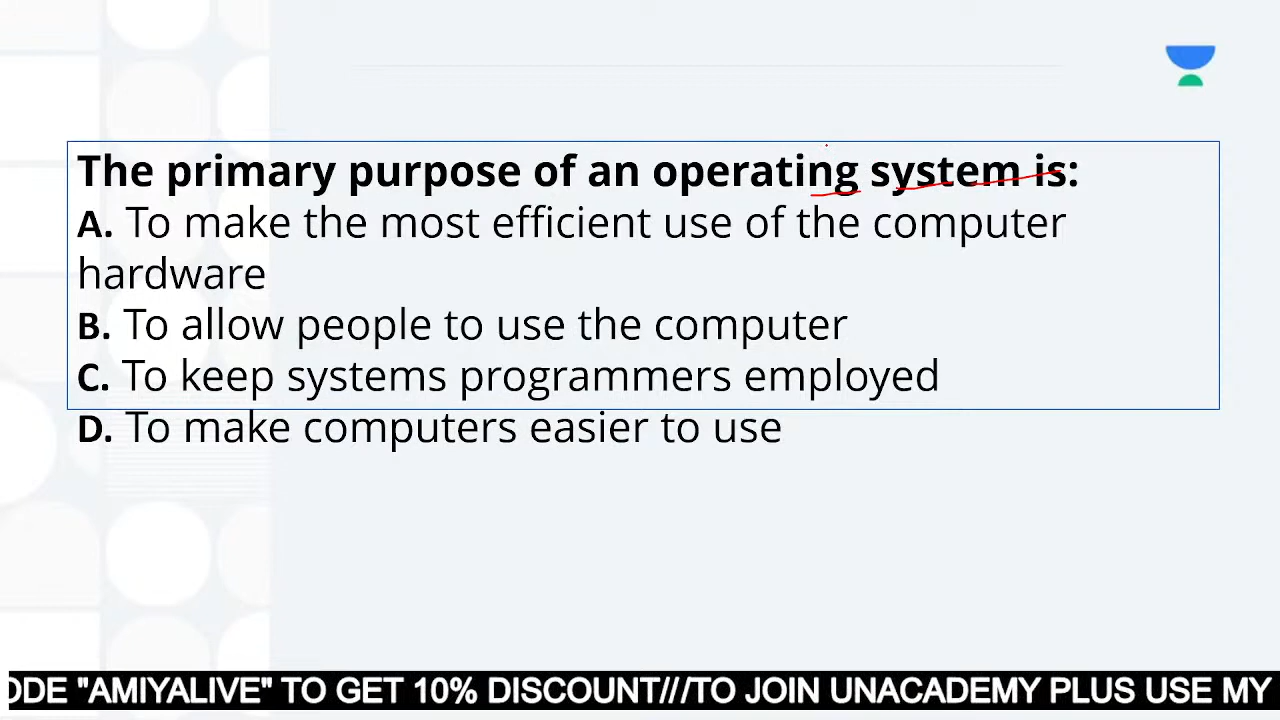 The primary purpose of an operating system is:
A. To make the most efficient use of the computer
hardware
B. To allow people to use the computer
C. To keep systems programmers employed
D. To make computers easier to use
ODE "AMIYALIVE" TO GET 10% DISCOUNT///TO JOIN UNACADEMY PLUS USE MY